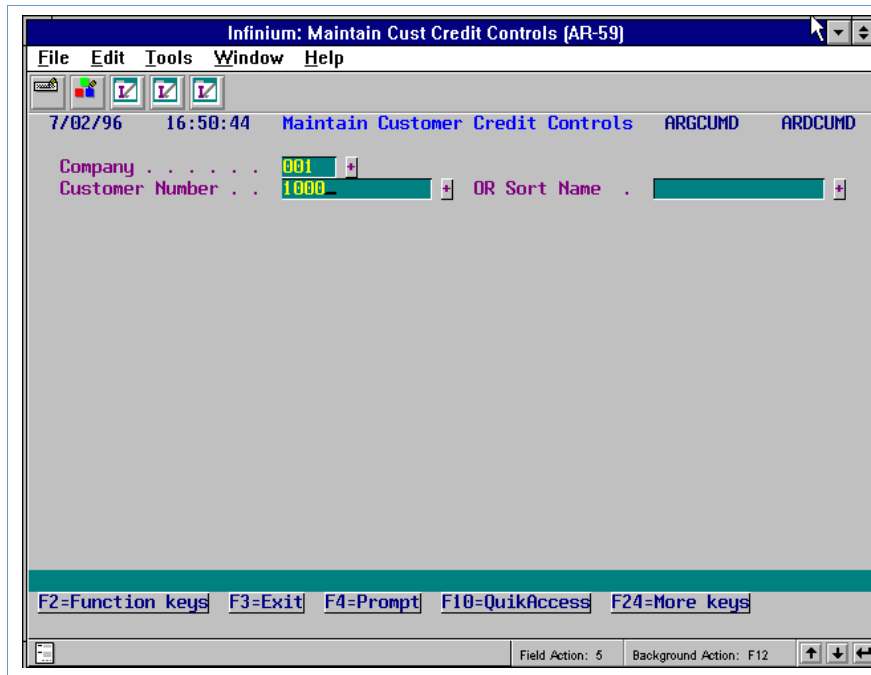 Infinium: Maintain Cust Credit Controls (AR-59)
File Edit Tools Window Help
7/02/96 16:50:44 Maintain Customer Credit Controls ARGCUMD ARDCUMD
Company . . . . . . 001 +
Customer Number . . 1000 + OR Sort Name . +
F2=Function keys F3=Exit F4=Prompt F10=QuikAccess F24=More keys
Field Action: 5 Background Action: F12